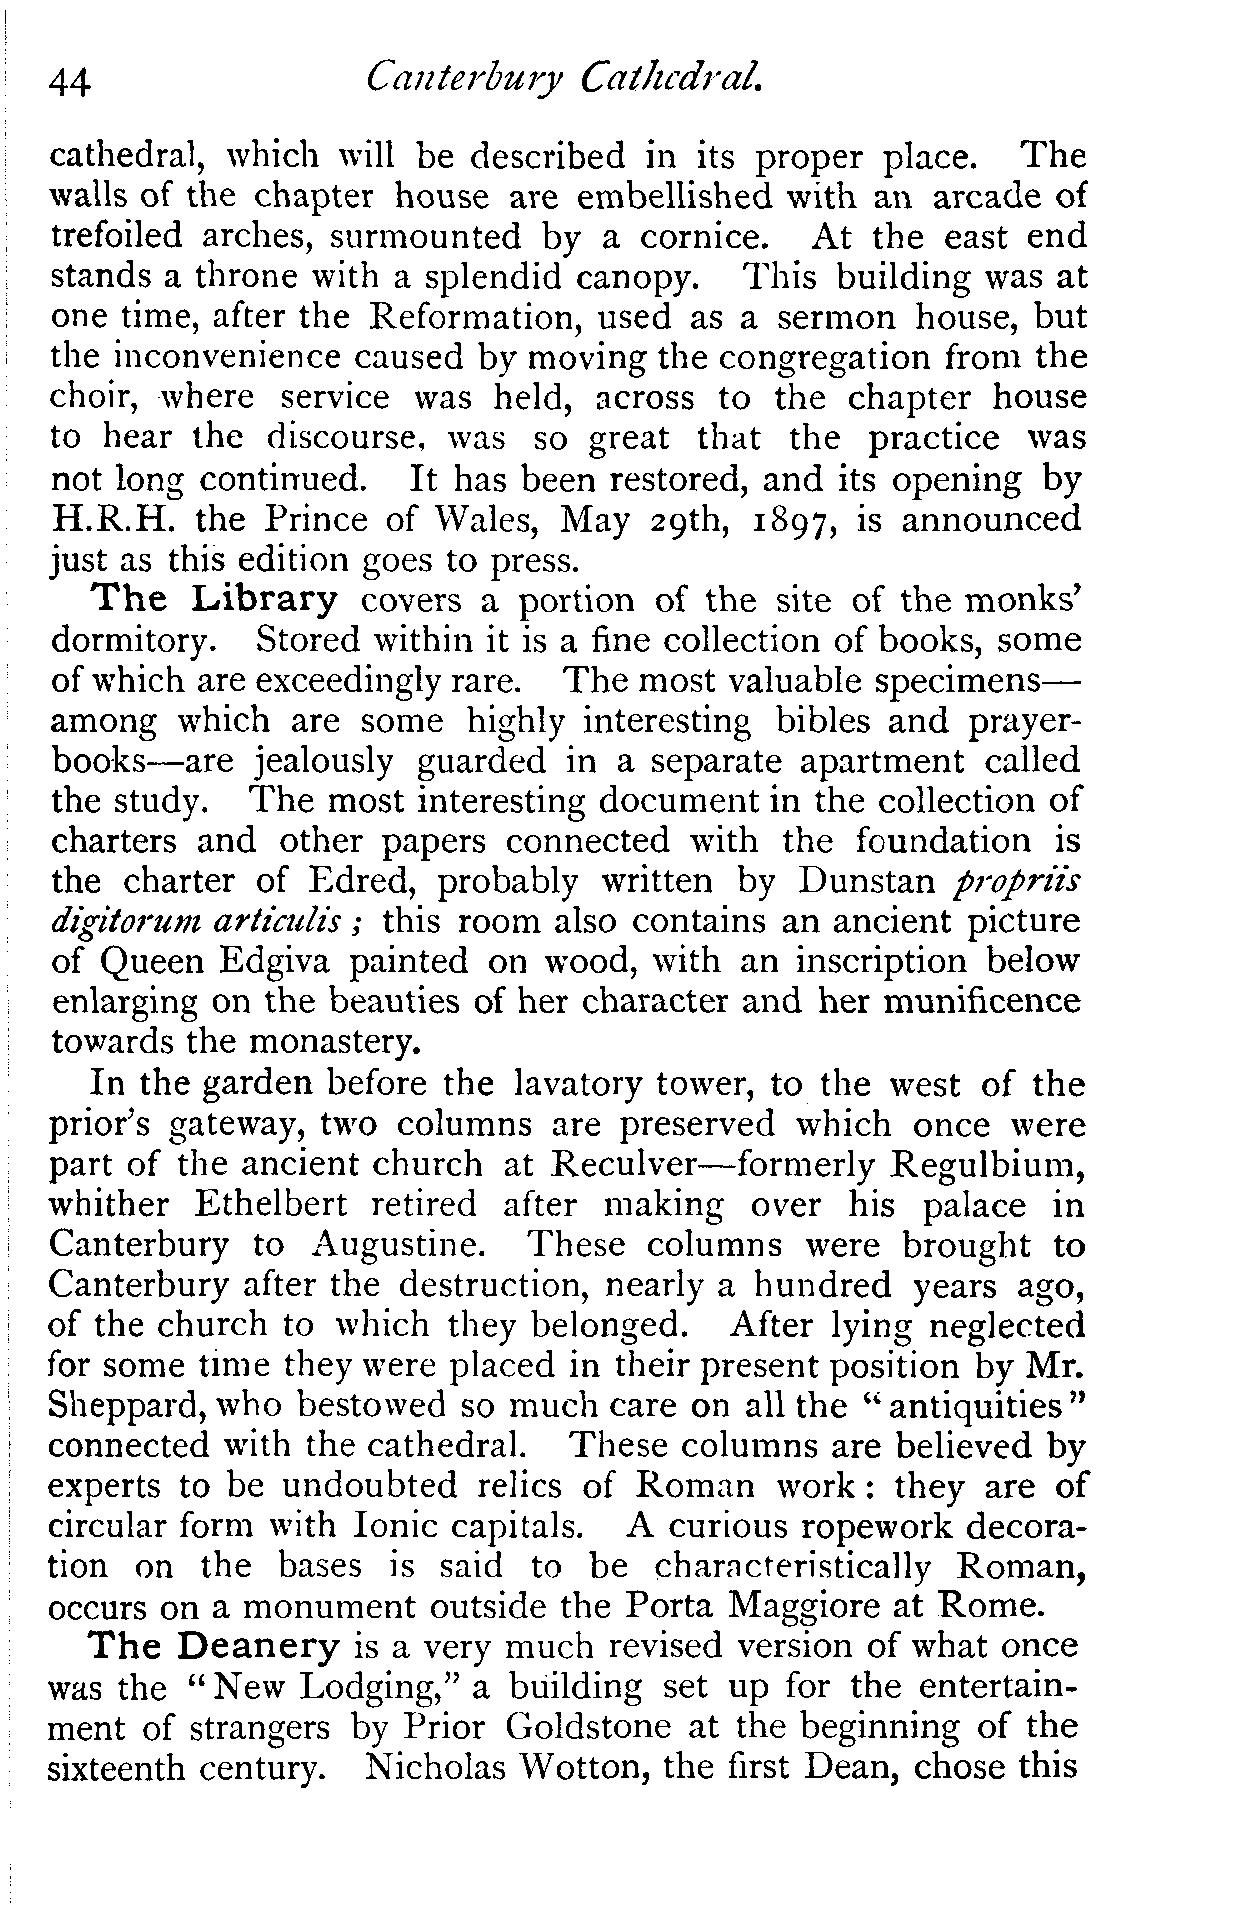 44 Canterbury Cathedral.
cathedral, which will be described in its proper place. The
walls of the chapter house are embellished with an arcade of
trefoiled arches, surmounted by a cornice. At the east end
stands a throne with a splendid canopy. This building was at
one time, after the Reformation, used as a sermon house, but
the inconvenience caused by moving the congregation from the
choir, where service was held, across to the chapter house
to hear the discourse, was so great that the practice was
not long continued. It has been restored, and its opening by
H.R.H. the Prince of Wales, May 29th, 1897, is announced
just as this edition goes to press.
The Library covers a portion of the site of the monks'
dormitory. Stored within it is a fine collection of books, some
of which are exceedingly rare. The most valuable specimens—
among which are some highly interesting bibles and prayer-
books—are jealously guarded in a separate apartment called
the study. The most interesting document in the collection of
charters and other papers connected with the foundation is
the charter of Edred, probably written by Dunstan propriis
digitorum articulis; this room also contains an ancient picture
of Queen Edgiva painted on wood, with an inscription below
enlarging on the beauties of her character and her munificence
towards the monastery.
In the garden before the lavatory tower, to the west of the
prior's gateway, two columns are preserved which once were
part of the ancient church at Reculver—formerly Regulbium,
whither Ethelbert retired after making over his palace in
Canterbury to Augustine. These columns were brought to
Canterbury after the destruction, nearly a hundred years ago,
of the church to which they belonged. After lying neglected
for some time they were placed in their present position by Mr.
Sheppard, who bestowed so much care on all the "antiquities"
connected with the cathedral. These columns are believed by
experts to be undoubted relics of Roman work: they are of
circular form with Ionic capitals. A curious ropework decora-
tion on the bases is said to be characteristically Roman,
occurs on a monument outside the Porta Maggiore at Rome.
The Deanery is a very much revised version of what once
was the "New Lodging," a building set up for the entertain-
ment of strangers by Prior Goldstone at the beginning of the
sixteenth century. Nicholas Wotton, the first Dean, chose this